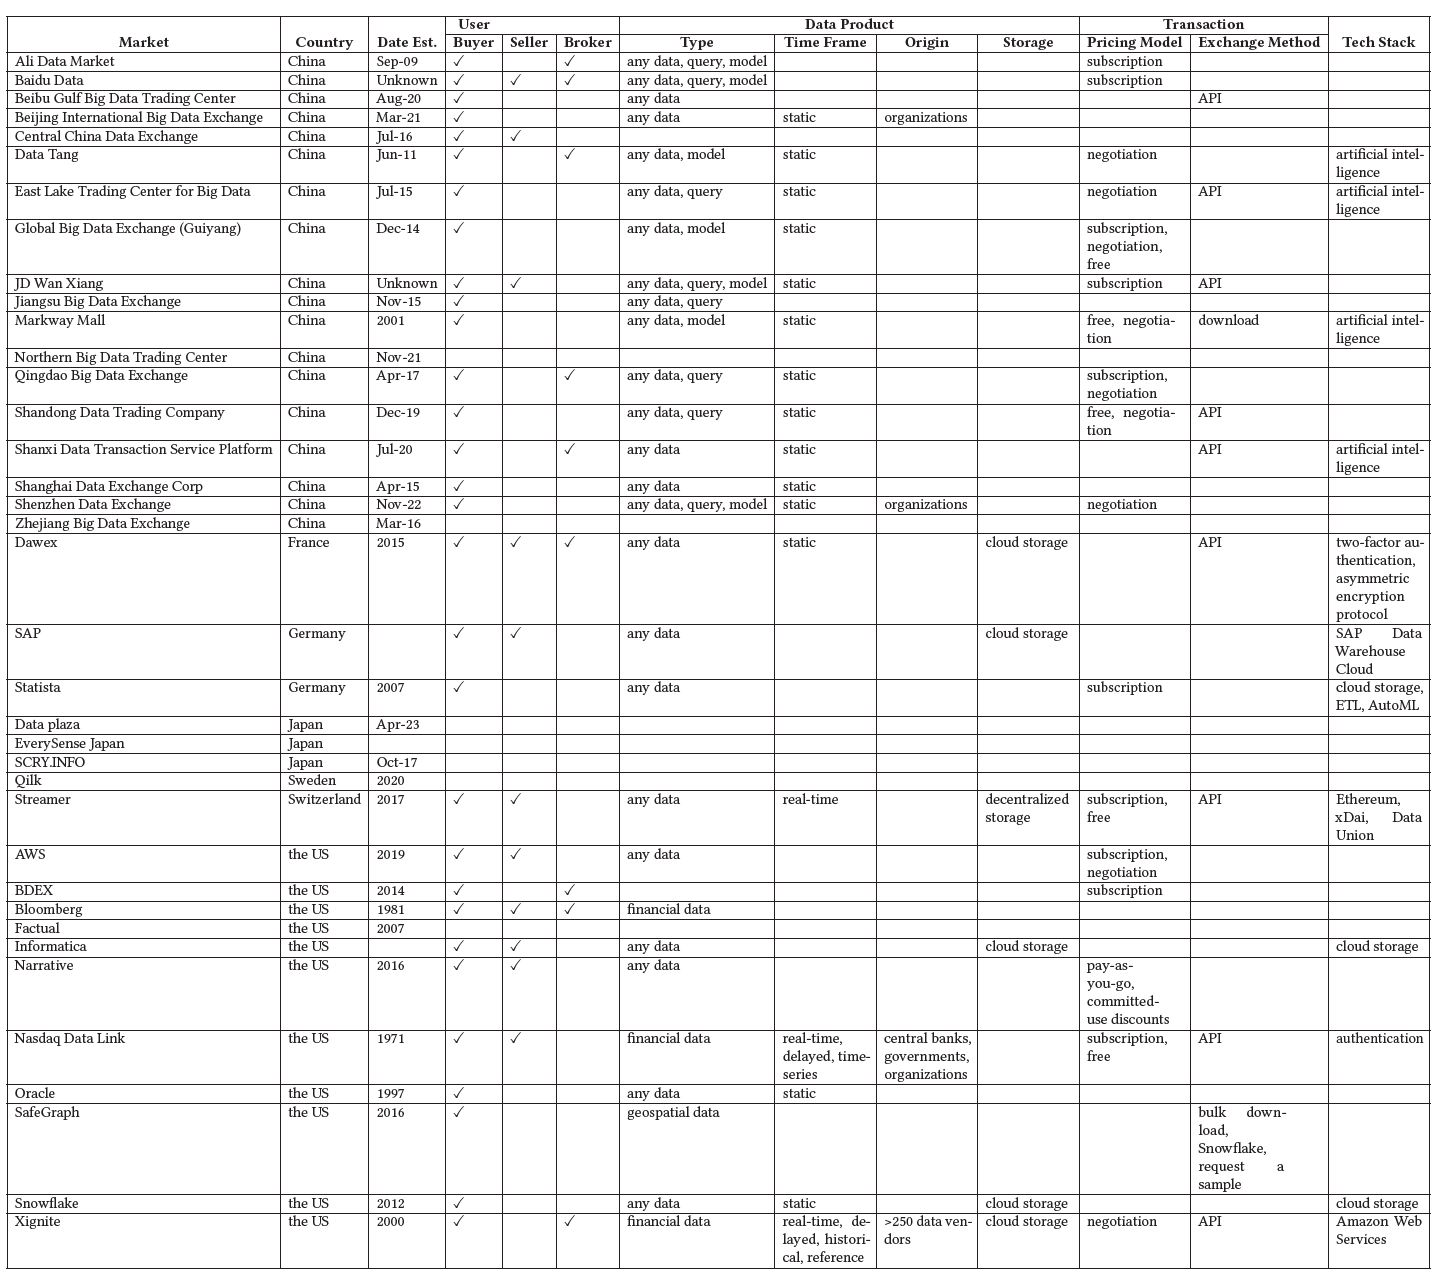 User Data Product Transaction
Market Country Date Est. Buyer Seller Broker Type Time Frame Origin Storage Pricing Model Exchange Method Tech Stack
Ali Data Market China Sep-09 ✓ ✓ any data, query, model subscription
Baidu Data China Unknown ✓ ✓ ✓ any data, query, model subscription
Beibu Gulf Big Data Trading Center China Aug-20 ✓ any data API
Beijing International Big Data Exchange China Mar-21 ✓ any data static organizations
Central China Data Exchange China Jul-16 ✓ ✓
Data Tang China Jun-11 ✓ ✓ any data, model static negotiation artificial intel-
ligence
East Lake Trading Center for Big Data China Jul-15 ✓ any data, query static negotiation API artificial intel-
ligence
Global Big Data Exchange (Guiyang) China Dec-14 ✓ any data, model static subscription,
negotiation,
free
JD Wan Xiang China Unknown ✓ ✓ any data, query, model static subscription API
Jiangsu Big Data Exchange China Nov-15 ✓ any data, query
Markway Mall China 2001 ✓ any data, model static free, negotia- download artificial intel-
tion ligence
Northern Big Data Trading Center China Nov-21
Qingdao Big Data Exchange China Apr-17 ✓ ✓ any data, query static subscription,
negotiation
Shandong Data Trading Company China Dec-19 ✓ any data, query static free, negotia- API
tion
Shanxi Data Transaction Service Platform China Jul-20 ✓ ✓ any data static API artificial intel-
ligence
Shanghai Data Exchange Corp China Apr-15 ✓ any data static
Shenzhen Data Exchange China Nov-22 ✓ any data, query, model static organizations negotiation
Zhejiang Big Data Exchange China Mar-16
Dawex France 2015 ✓ ✓ ✓ any data static cloud storage API two-factor au-
thentication,
asymmetric
encryption
protocol
SAP Germany ✓ ✓ any data cloud storage SAP Data
Warehouse
Cloud
Statista Germany 2007 ✓ any data subscription cloud storage,
ETL, AutoML
Data plaza Japan Apr-23
EverySense Japan Japan
SCRY.INFO Japan Oct-17
Qilk Sweden 2020
Streamer Switzerland 2017 ✓ ✓ any data real-time decentralized subscription, API Ethereum,
storage free xDai, Data
Union
AWS the US 2019 ✓ ✓ any data subscription,
negotiation
BDEX the US 2014 ✓ ✓ subscription
Bloomberg the US 1981 ✓ ✓ ✓ financial data
Factual the US 2007
Informatica the US ✓ ✓ any data cloud storage cloud storage
Narrative the US 2016 ✓ ✓ any data pay-as-
you-go,
committed-
use discounts
Nasdaq Data Link the US 1971 ✓ ✓ financial data real-time, central banks, subscription, API authentication
delayed, time- governments, free
series organizations
Oracle the US 1997 ✓ any data static
SafeGraph the US 2016 ✓ geospatial data bulk down-
load,
Snowflake,
request a
sample
Snowflake the US 2012 ✓ any data static cloud storage cloud storage
Xignite the US 2000 ✓ ✓ financial data real-time, de- >250 data ven- cloud storage negotiation API Amazon Web
layed, histori- dors Services
cal, reference